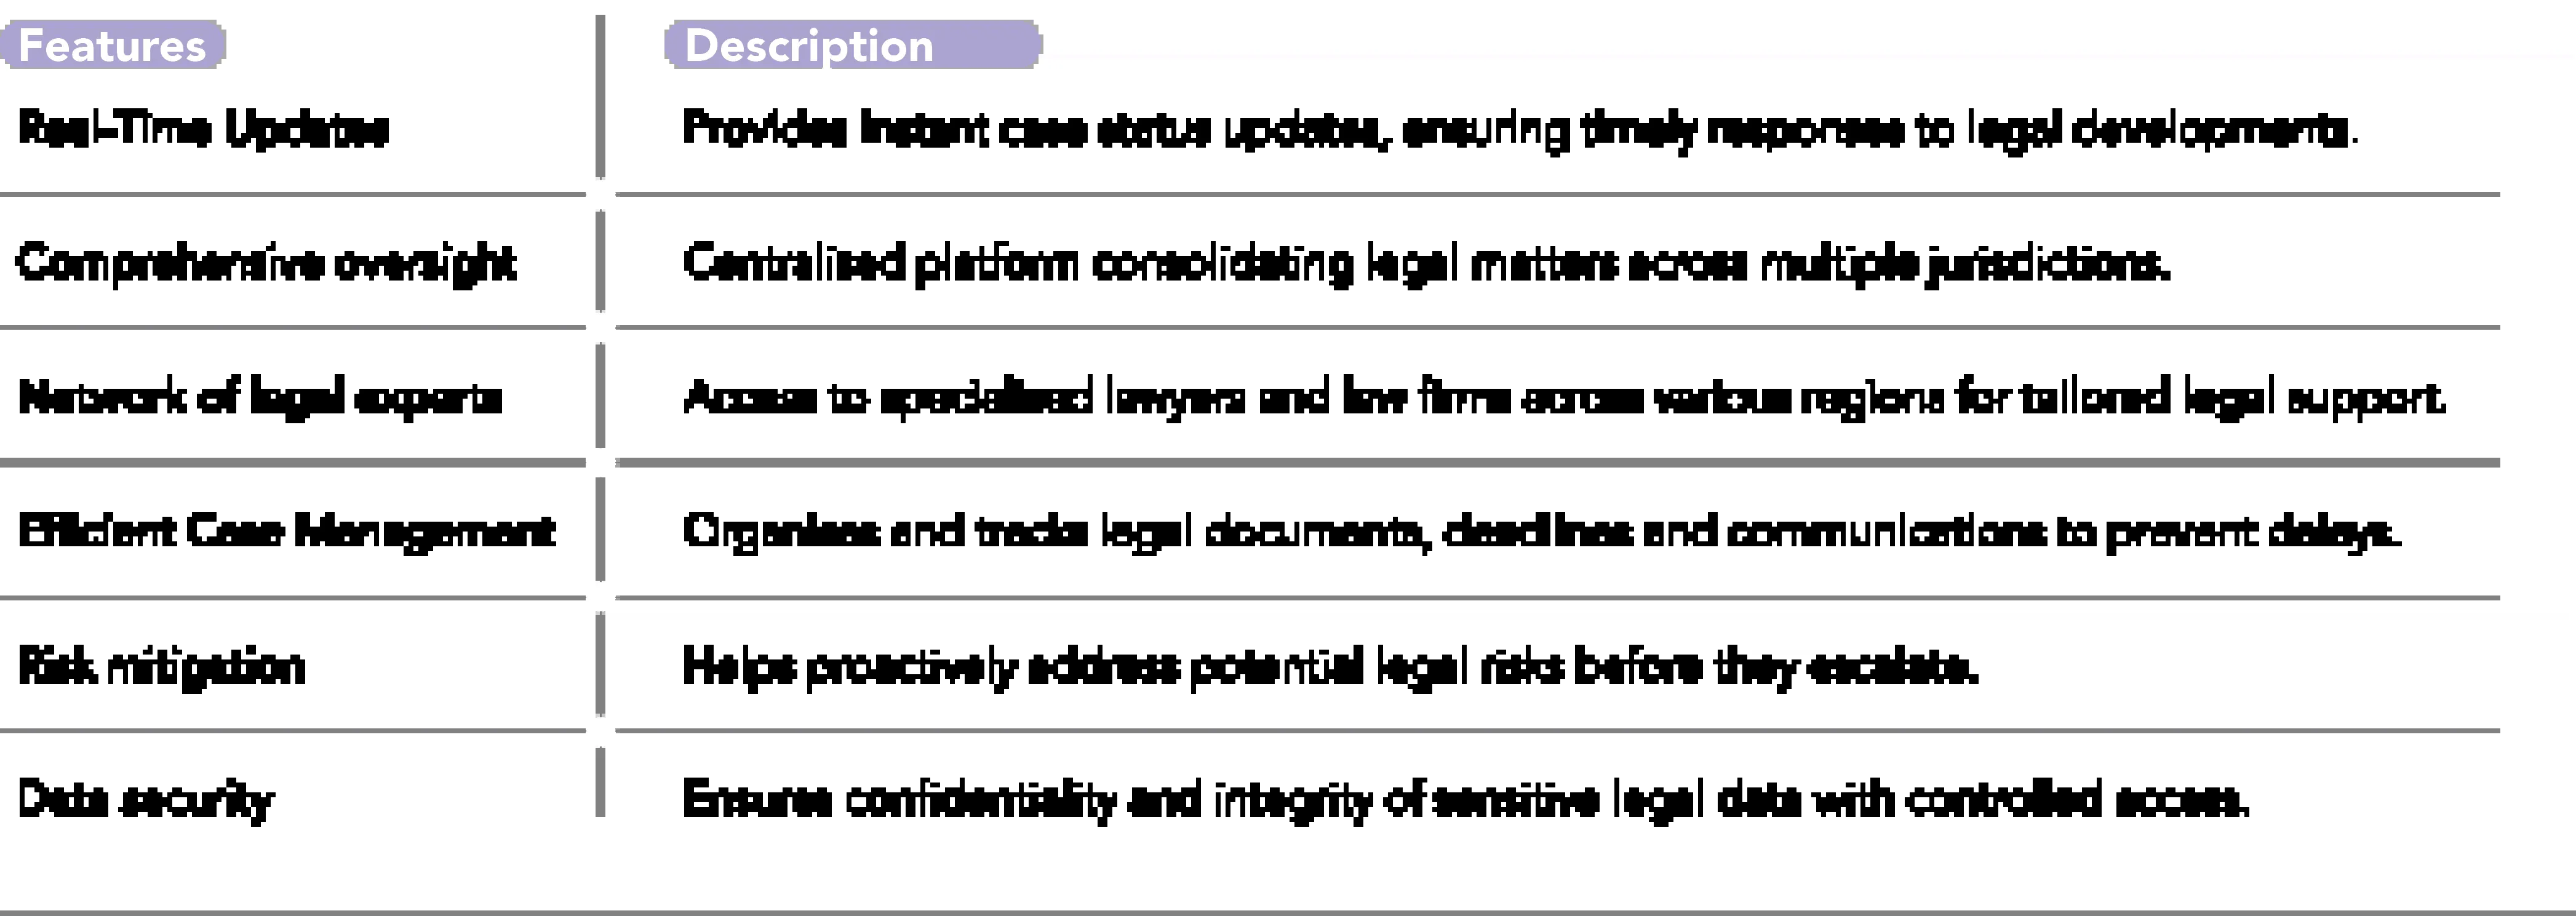 Features Description
Real-Time Updates Provides instant case status updates, ensuring timely responses to legal developments.
Comprehensive oversight Centralised platform consolidating legal matters across multiple jurisdictions.
Network of legal experts Access to specialised lawyers and law firms across various regions for tailored legal support.
Efficient Case Management Organises and tracks legal documents, deadlines and communications to prevent delays.
Risk mitigation Helps proactively address potential legal risks before they escalate.
Data security Ensures confidentiality and integrity of sensitive legal data with controlled access.